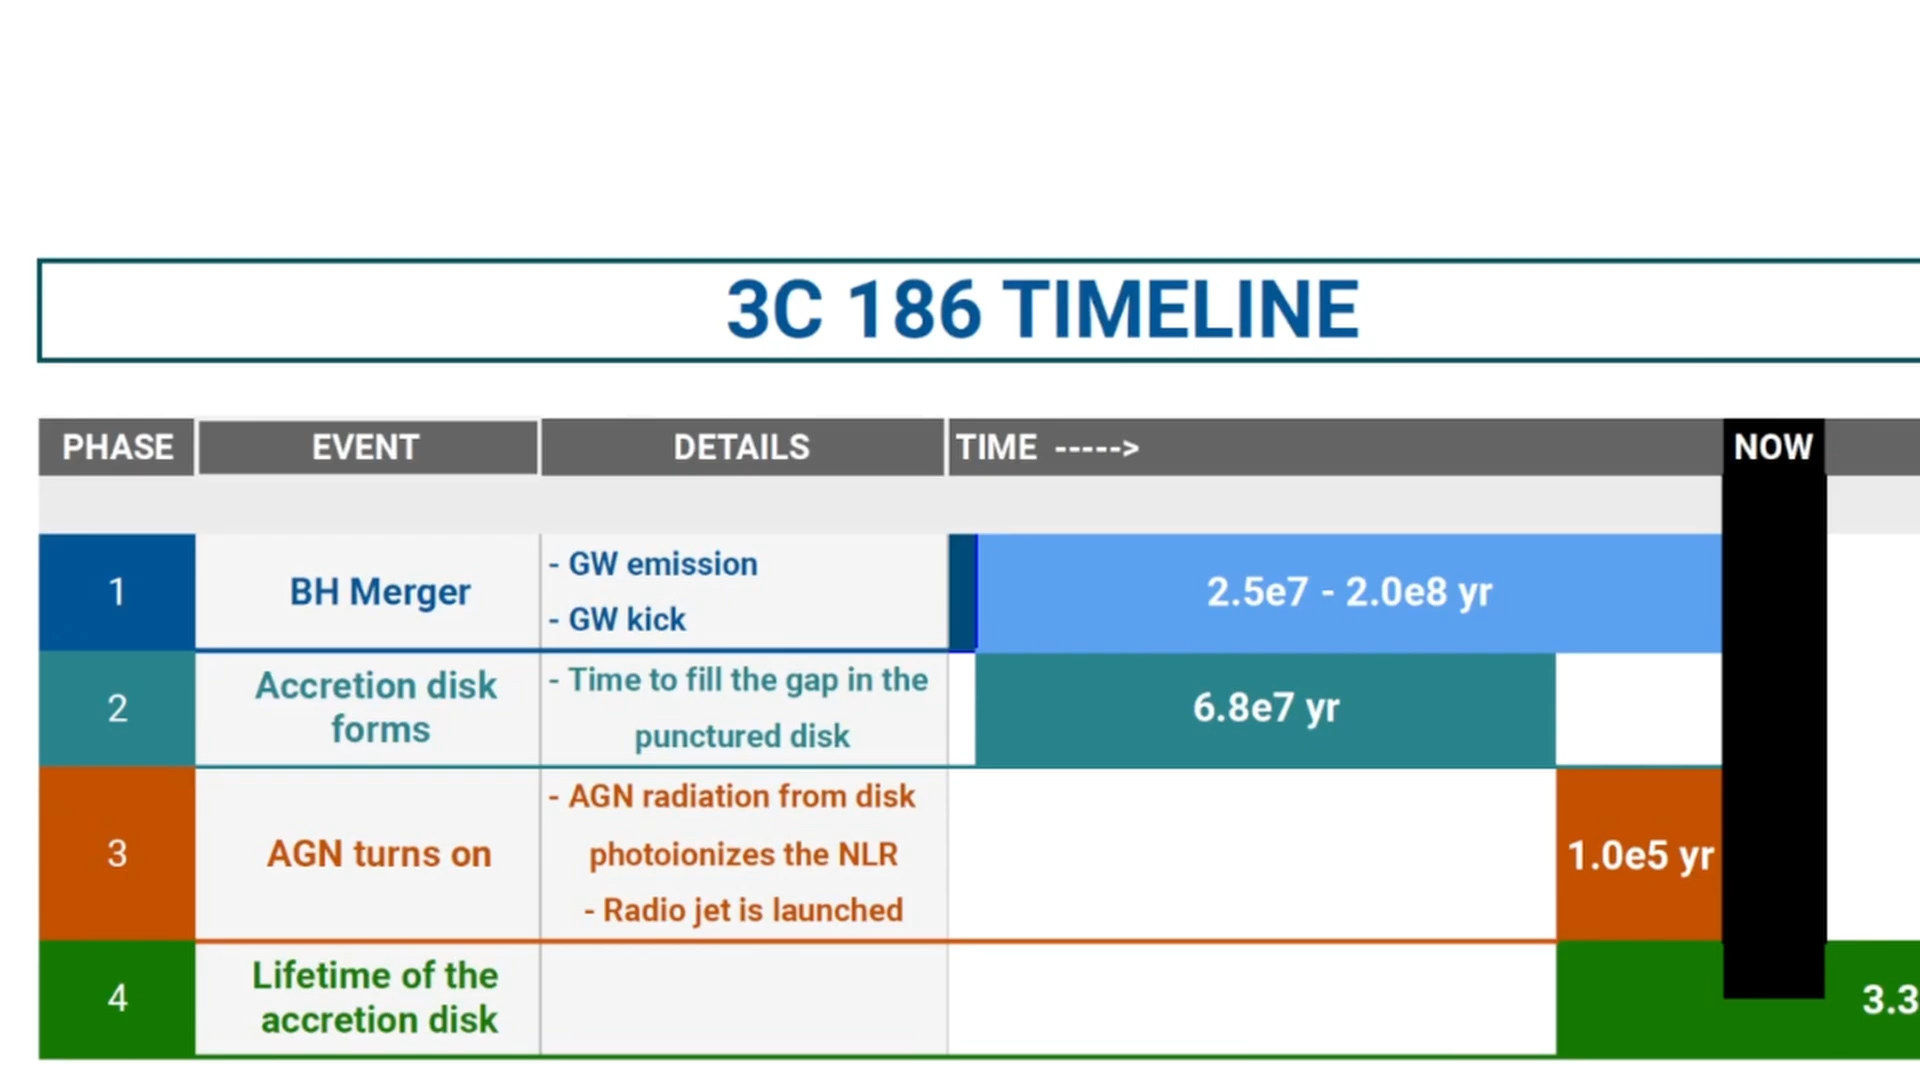 3C 186 TIMELINE
PHASE EVENT DETAILS TIME -----> NOW
1 BH Merger - GW emission
- GW kick
2.5e7 - 2.0e8 yr
2 Accretion disk
forms
- Time to fill the gap in the
punctured disk
6.8e7 yr
3 AGN turns on - AGN radiation from disk
photoionizes the NLR
- Radio jet is launched
1.0e5 yr
4 Lifetime of the
accretion disk
3.3